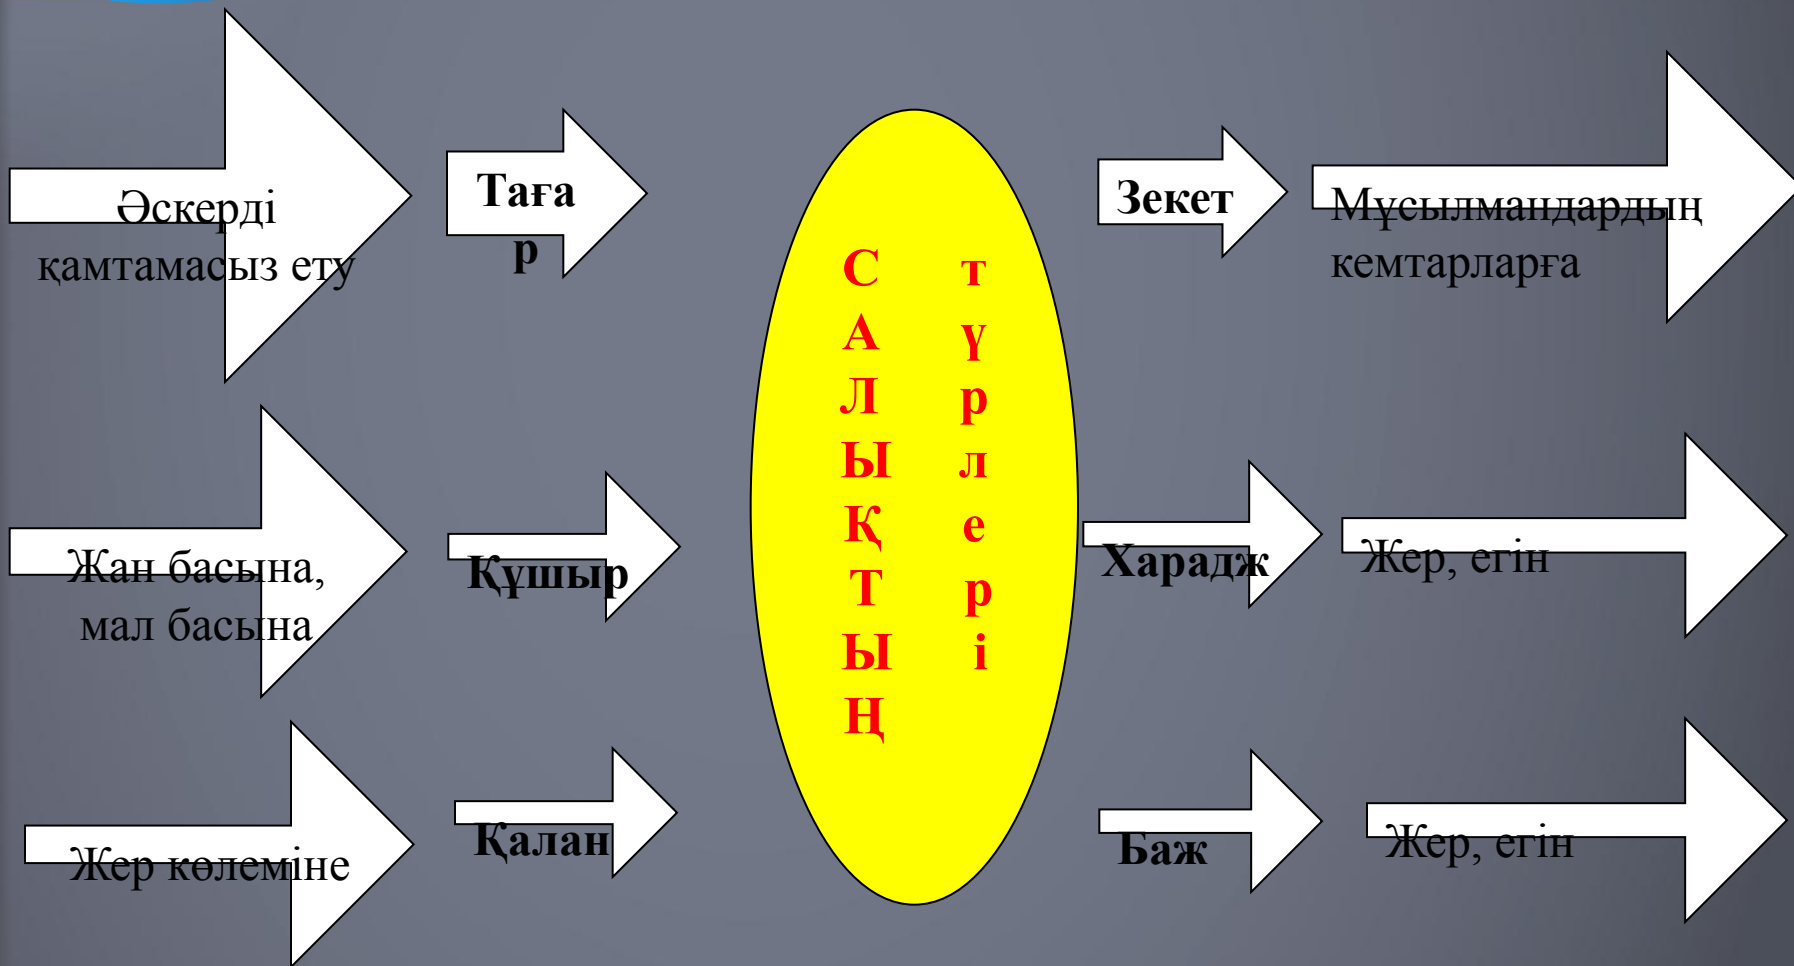 Әскерді
қамтамасыз ету
Таға
р
Жан басына,
мал басына
Құшыр
Жер көлеміне
Қалан
САЛЫҚТЫҢ
түрлері
Зекет
Мұсылмандардың
кемтарларға
Харадж
Жер, егін
Баж
Жер, егін